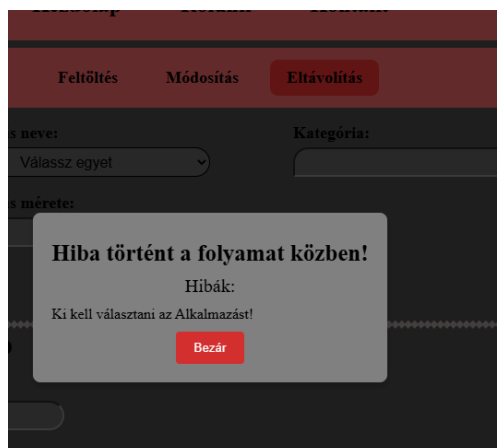 Feltöltés Módosítás Eltávolítás
s neve: Kategória:
Válassz egyet
s mérete:
Hiba történt a folyamat közben!
Hibák:
Ki kell választani az Alkalmazást!
Bezár